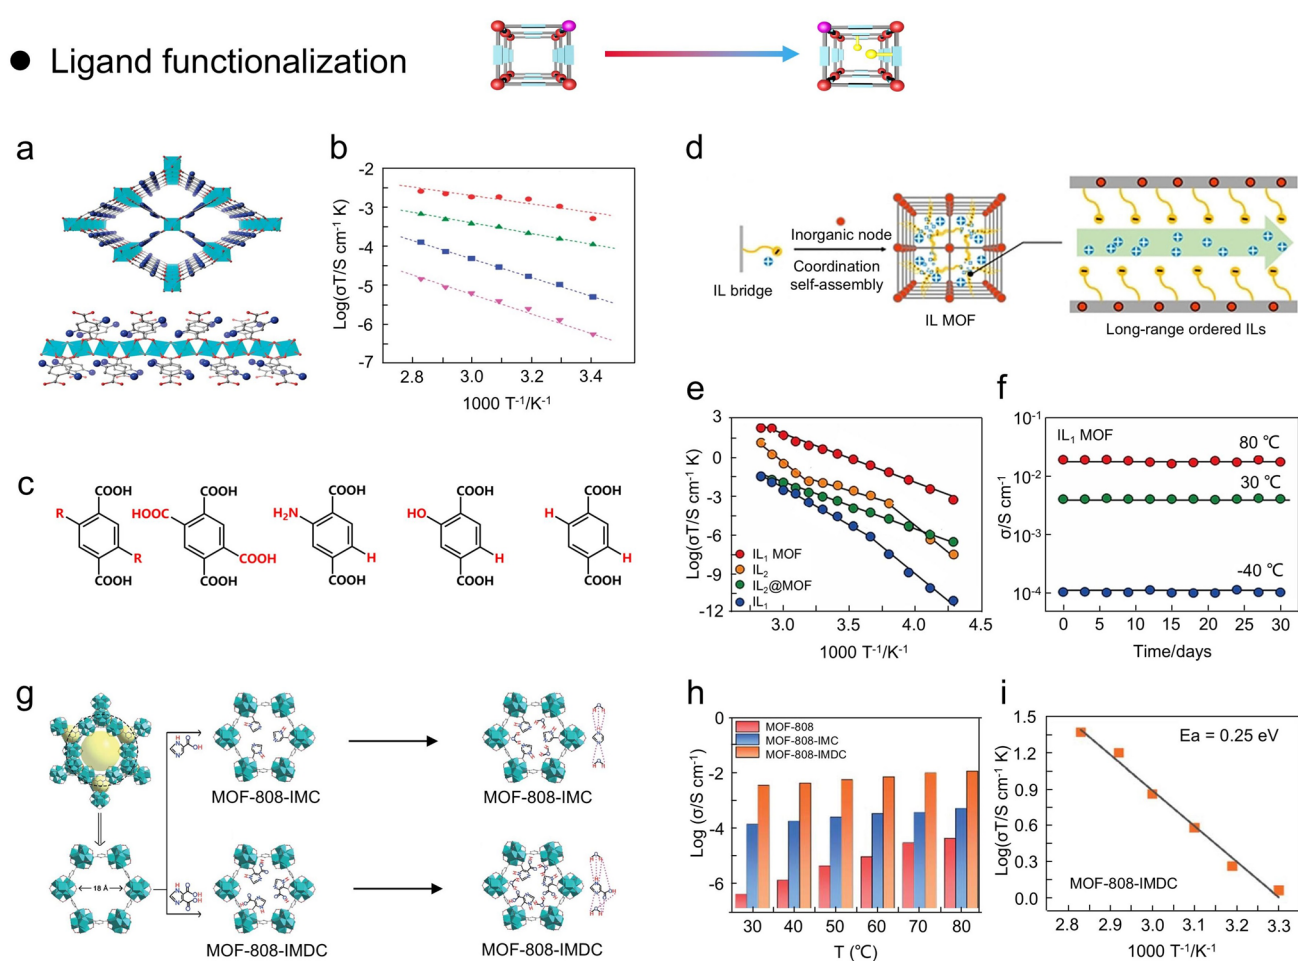 ● Ligand functionalization
a
b
Log(σT/S cm⁻¹ K)
-2
-3
-4
-5
-6
-7
2.8 3.0 3.2 3.4
1000 T⁻¹/K⁻¹
c
COOH COOH COOH COOH COOH
R HOOC H₂N HO H
R COOH H H H
COOH COOH COOH COOH COOH
d
IL bridge
Inorganic node
Coordination
self-assembly
IL MOF
Long-range ordered ILs
e
Log(σT/S cm⁻¹ K)
3
0
-3
-6
-9
-12
IL₁ MOF
IL₂
IL₂@MOF
IL₁
3.0 3.5 4.0 4.5
1000 T⁻¹/K⁻¹
f
σ/S cm⁻¹
10⁻¹
10⁻²
10⁻³
10⁻⁴
IL₁ MOF
80 ℃
30 ℃
-40 ℃
0 5 10 15 20 25 30
Time/days
g
18 Å
MOF-808-IMC
MOF-808-IMC
MOF-808-IMDC
MOF-808-IMDC
h
Log (σ/S cm⁻¹)
0
-2
-4
-6
MOF-808
MOF-808-IMC
MOF-808-IMDC
30 40 50 60 70 80
T (℃)
i
Log(σT/S cm⁻¹ K)
1.5
1.2
0.9
0.6
0.3
0.0
Ea = 0.25 eV
MOF-808-IMDC
2.8 2.9 3.0 3.1 3.2 3.3
1000 T⁻¹/K⁻¹